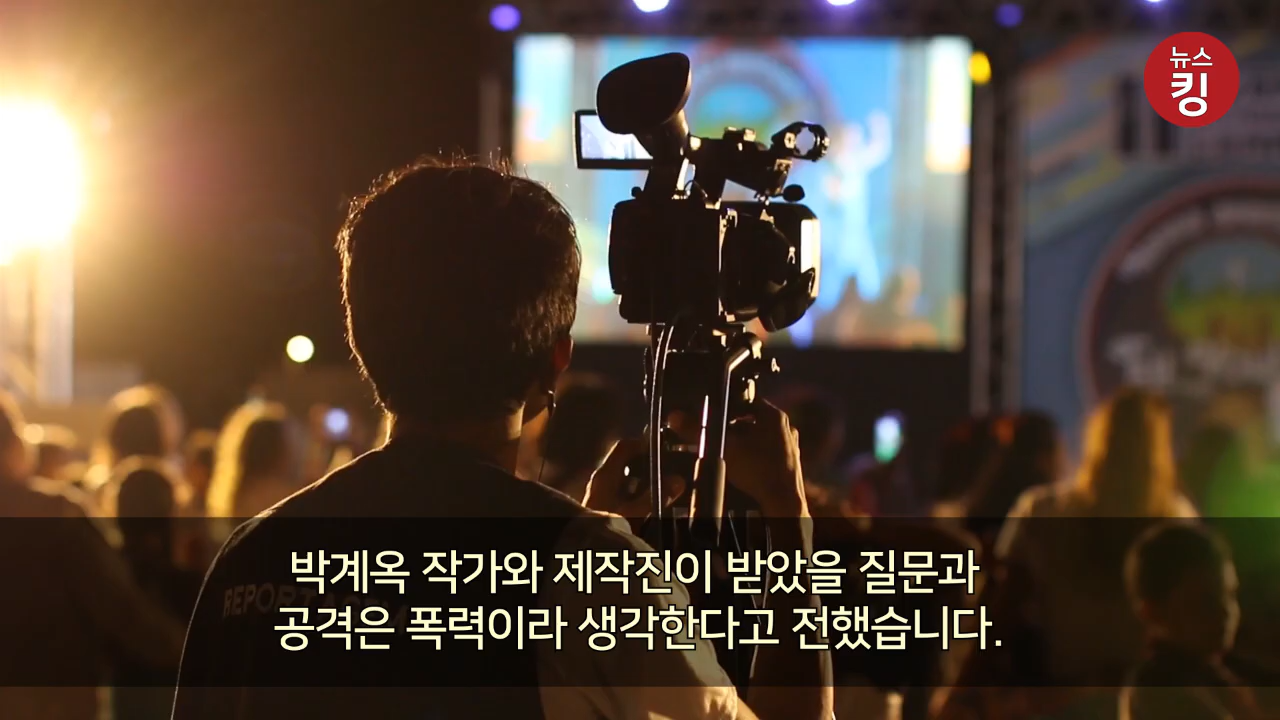 뉴스
킹
박계옥 작가와 제작진이 받았을 질문과
공격은 폭력이라 생각한다고 전했습니다.